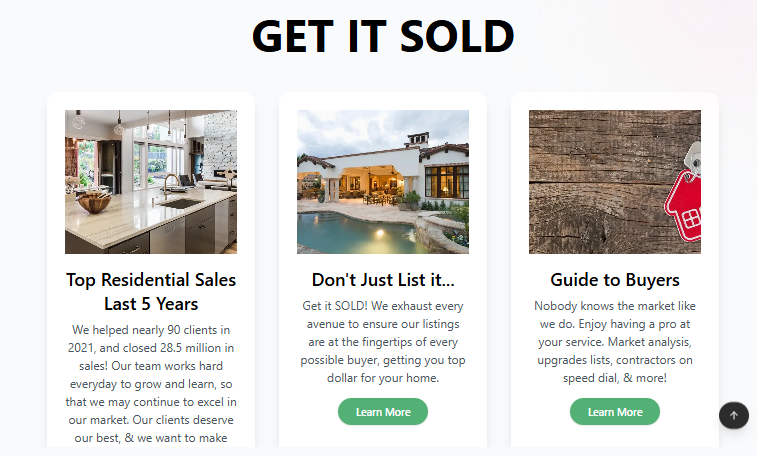 GET IT SOLD
Top Residential Sales
Last 5 Years
We helped nearly 90 clients in
2021, and closed 28.5 million in
sales! Our team works hard
everyday to grow and learn, so
that we may continue to excel in
our market. Our clients deserve
our best, & we want to make
Don't Just List it...
Get it SOLD! We exhaust every
avenue to ensure our listings
are at the fingertips of every
possible buyer, getting you top
dollar for your home.
Learn More
Guide to Buyers
Nobody knows the market like
we do. Enjoy having a pro at
your service. Market analysis,
upgrades lists, contractors on
speed dial, & more!
Learn More